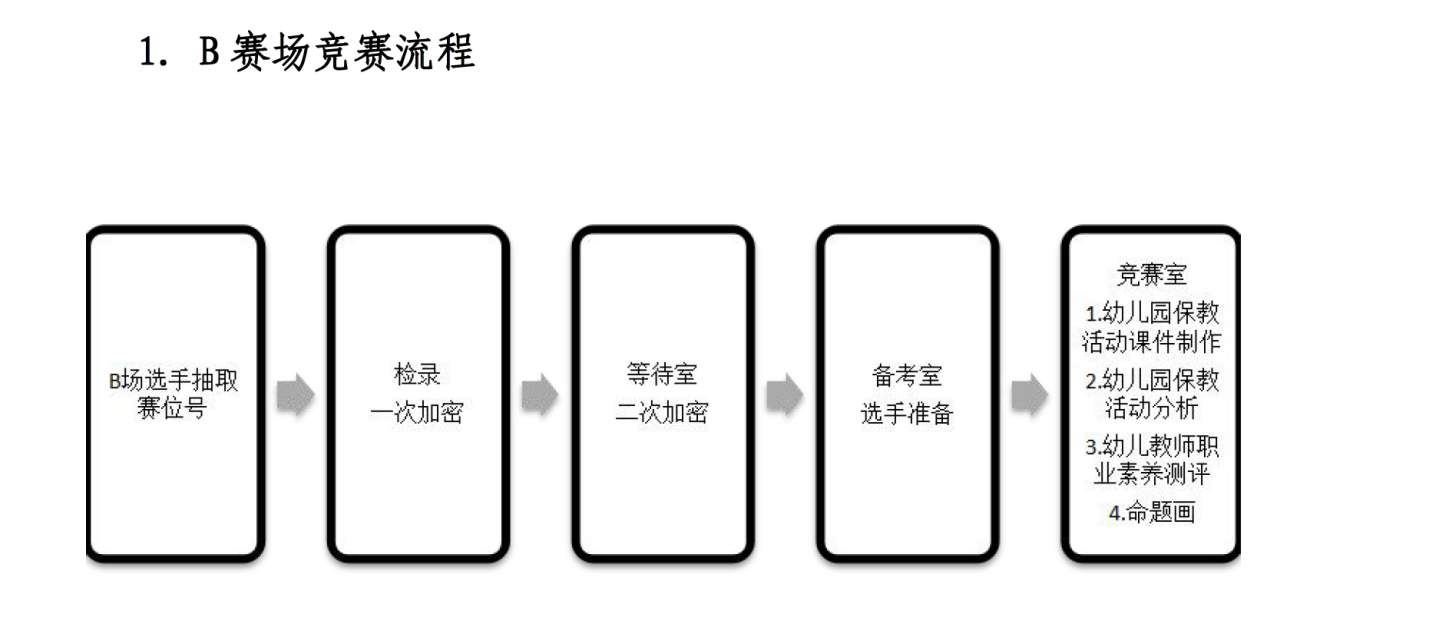 1. B 赛场竞赛流程
B场选手抽取
赛位号
检录
一次加密
等待室
二次加密
备考室
选手准备
竞赛室
1.幼儿园保教
活动课件制作
2.幼儿园保教
活动分析
3.幼儿教师职
业素养测评
4.命题画